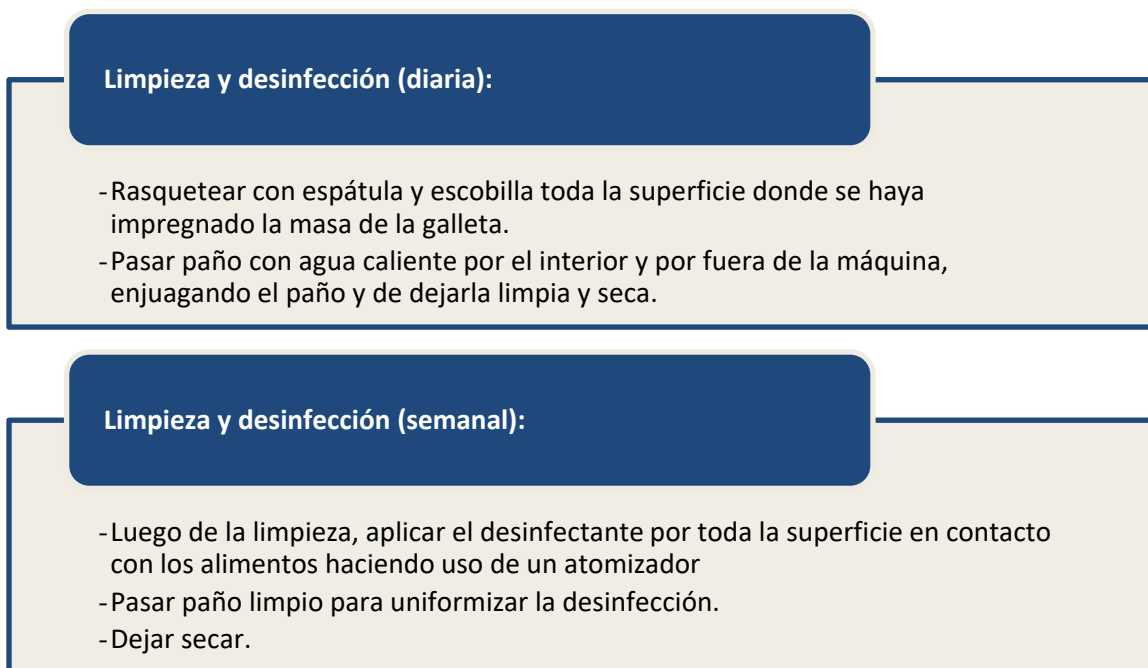 Limpieza y desinfección (diaria):
-Rasquetear con espátula y escobilla toda la superficie donde se haya
impregnado la masa de la galleta.
-Pasar paño con agua caliente por el interior y por fuera de la máquina,
enjuagando el paño y de dejarla limpia y seca.
Limpieza y desinfección (semanal):
-Luego de la limpieza, aplicar el desinfectante por toda la superficie en contacto
con los alimentos haciendo uso de un atomizador
-Pasar paño limpio para uniformizar la desinfección.
-Dejar secar.